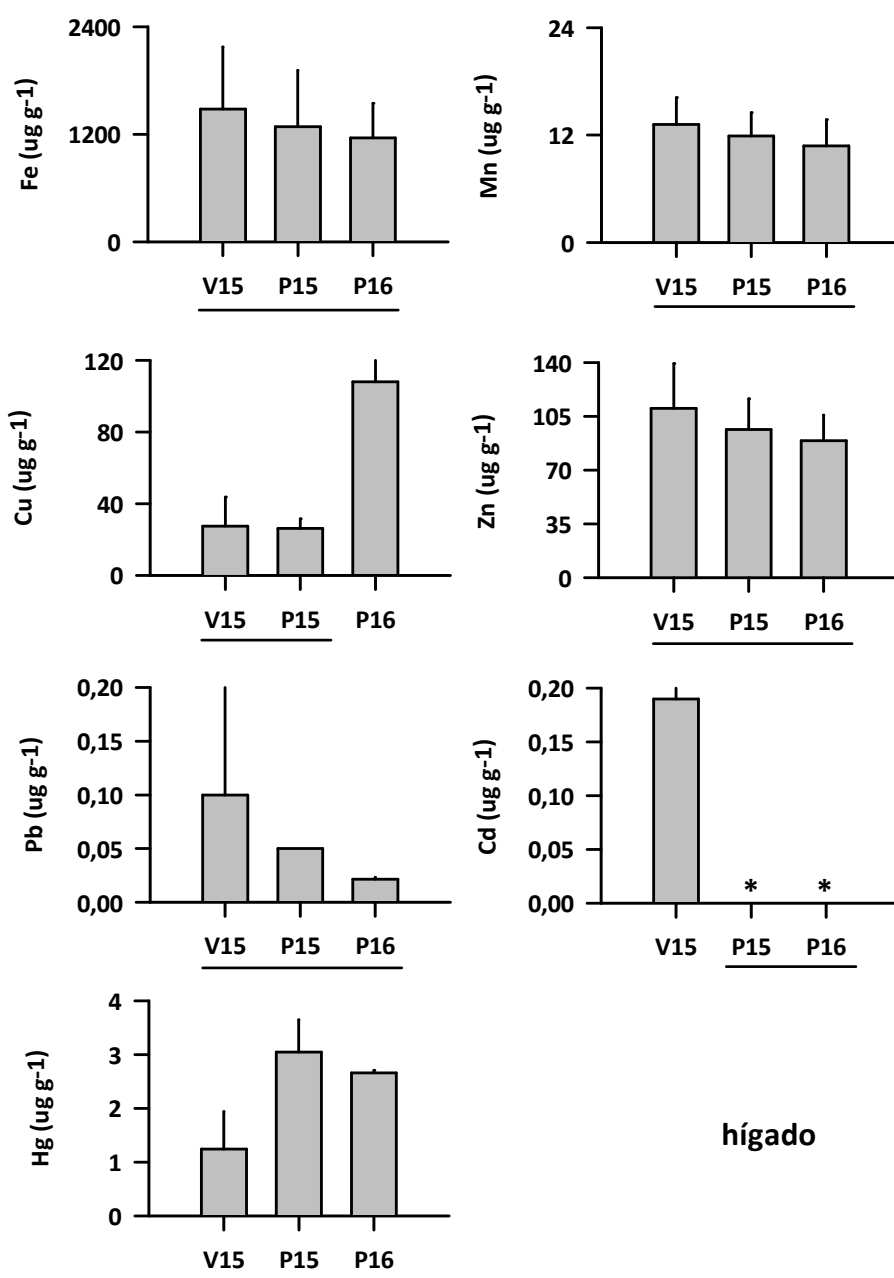 Fe (ug g-1)
2400
1200
0
V15 P15 P16
Mn (ug g-1)
24
12
0
V15 P15 P16
Cu (ug g-1)
120
80
40
0
V15 P15 P16
Zn (ug g-1)
140
105
70
35
0
V15 P15 P16
Pb (ug g-1)
0,20
0,15
0,10
0,05
0,00
V15 P15 P16
Cd (ug g-1)
0,20
0,15
0,10
0,05
0,00
* *
V15 P15 P16
Hg (ug g-1)
4
3
2
1
0
V15 P15 P16
hígado